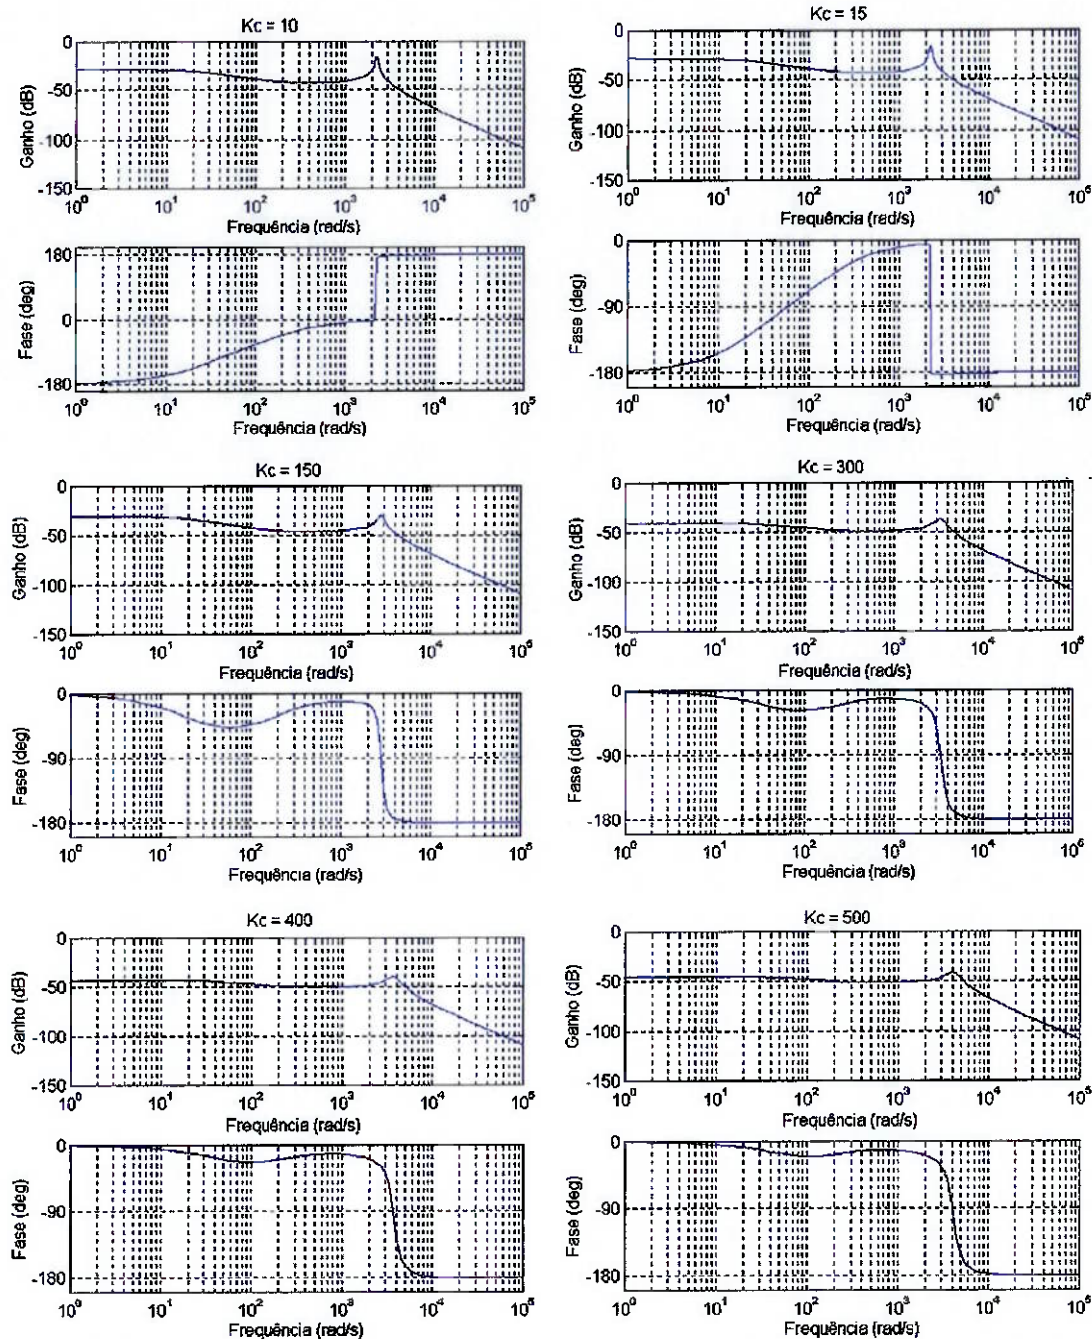 Kc = 10
0
-50
-100
-150
Ganho (dB)
10^0 10^1 10^2 10^3 10^4 10^5
Frequência (rad/s)
180
0
-180
Fase (deg)
10^0 10^1 10^2 10^3 10^4 10^5
Frequência (rad/s)
Kc = 15
0
-50
-100
-150
Ganho (dB)
10^0 10^1 10^2 10^3 10^4 10^5
Frequência (rad/s)
0
-90
-180
Fase (deg)
10^0 10^1 10^2 10^3 10^4 10^5
Frequência (rad/s)
Kc = 150
0
-50
-100
-150
Ganho (dB)
10^0 10^1 10^2 10^3 10^4 10^5
Frequência (rad/s)
0
-90
-180
Fase (deg)
10^0 10^1 10^2 10^3 10^4 10^5
Frequência (rad/s)
Kc = 300
0
-50
-100
-150
Ganho (dB)
10^0 10^1 10^2 10^3 10^4 10^5
Frequência (rad/s)
0
-90
-180
Fase (deg)
10^0 10^1 10^2 10^3 10^4 10^5
Frequência (rad/s)
Kc = 400
0
-50
-100
-150
Ganho (dB)
10^0 10^1 10^2 10^3 10^4 10^5
Frequência (rad/s)
0
-90
-180
Fase (deg)
10^0 10^1 10^2 10^3 10^4 10^5
Frequência (rad/s)
Kc = 500
0
-50
-100
-150
Ganho (dB)
10^0 10^1 10^2 10^3 10^4 10^5
Frequência (rad/s)
0
-90
-180
Fase (deg)
10^0 10^1 10^2 10^3 10^4 10^5
Frequência (rad/s)